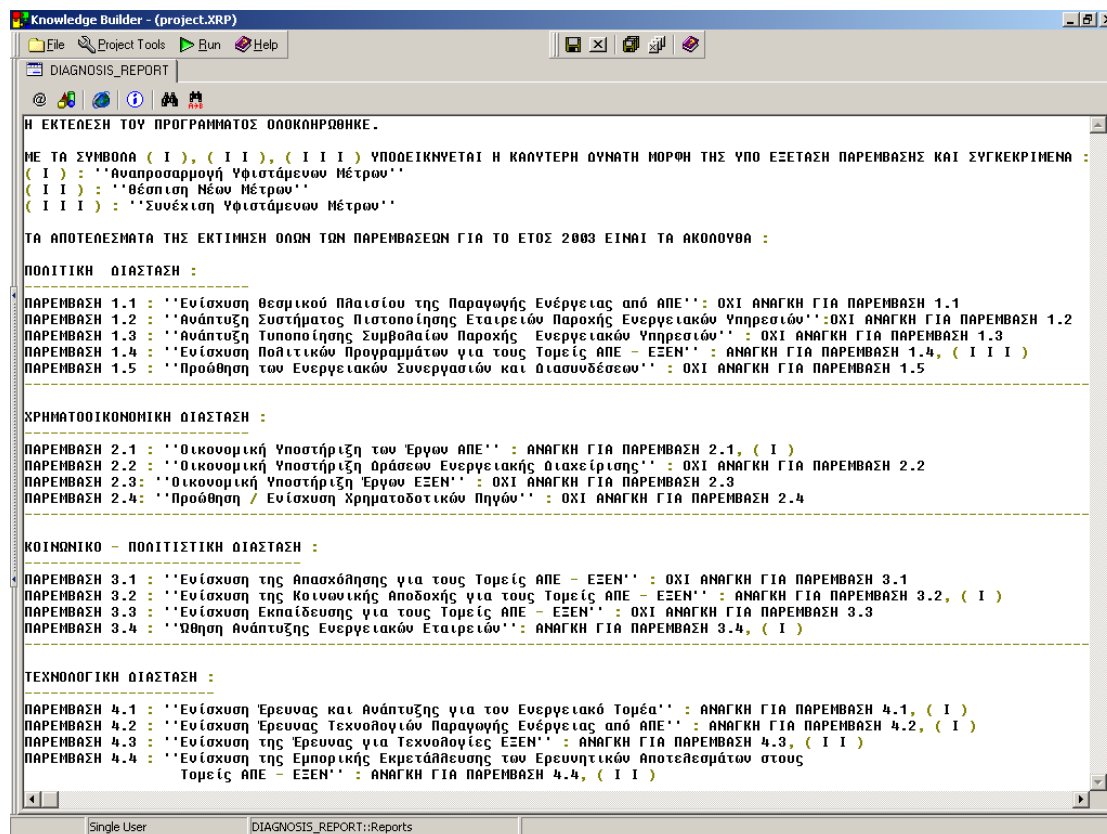 Knowledge Builder - (project.XRP)
File Project Tools Run Help
DIAGNOSIS_REPORT
Η ΕΚΤΕΛΕΣΗ ΤΟΥ ΠΡΟΓΡΑΜΜΑΤΟΣ ΟΛΟΚΛΗΡΩΘΗΚΕ.
ΜΕ ΤΑ ΣΥΜΒΟΛΑ ( I ), ( I I ), ( I I I ) ΥΠΟΔΕΙΚΝΥΕΤΑΙ Η ΚΑΛΥΤΕΡΗ ΔΥΝΑΤΗ ΜΟΡΦΗ ΤΗΣ ΥΠΟ ΕΞΕΤΑΣΗ ΠΑΡΕΜΒΑΣΗΣ ΚΑΙ ΣΥΓΚΕΚΡΙΜΕΝΑ :
( I ) : ''Αναπροσαρμογή Υφιστάμενων Μέτρων''
( I I ) : ''Θέσπιση Νέων Μέτρων''
( I I I ) : ''Συνέχιση Υφιστάμενων Μέτρων''
ΤΑ ΑΠΟΤΕΛΕΣΜΑΤΑ ΤΗΣ ΕΚΤΙΜΗΣΗ ΟΛΩΝ ΤΩΝ ΠΑΡΕΜΒΑΣΕΩΝ ΓΙΑ ΤΟ ΕΤΟΣ 2003 ΕΙΝΑΙ ΤΑ ΑΚΟΛΟΥΘΑ :
ΠΟΛΙΤΙΚΗ ΔΙΑΣΤΑΣΗ :
ΠΑΡΕΜΒΑΣΗ 1.1 : ''Ενίσχυση Θεσμικού Πλαισίου της Παραγωγής Ενέργειας από ΑΠΕ'': ΟΧΙ ΑΝΑΓΚΗ ΓΙΑ ΠΑΡΕΜΒΑΣΗ 1.1
ΠΑΡΕΜΒΑΣΗ 1.2 : ''Ανάπτυξη Συστήματος Πιστοποίησης Εταιρειών Παροχής Ενεργειακών Υπηρεσιών'':ΟΧΙ ΑΝΑΓΚΗ ΓΙΑ ΠΑΡΕΜΒΑΣΗ 1.2
ΠΑΡΕΜΒΑΣΗ 1.3 : ''Ανάπτυξη Τυποποίησης Συμβολαίων Παροχής Ενεργειακών Υπηρεσιών'' : ΟΧΙ ΑΝΑΓΚΗ ΓΙΑ ΠΑΡΕΜΒΑΣΗ 1.3
ΠΑΡΕΜΒΑΣΗ 1.4 : ''Ενίσχυση Πολιτικών Προγραμμάτων για τους Τομείς ΑΠΕ - ΕΞΕΝ'' : ΑΝΑΓΚΗ ΓΙΑ ΠΑΡΕΜΒΑΣΗ 1.4, ( I I I )
ΠΑΡΕΜΒΑΣΗ 1.5 : ''Προώθηση των Ενεργειακών Συνεργασιών και Διασυνδέσεων'' : ΟΧΙ ΑΝΑΓΚΗ ΓΙΑ ΠΑΡΕΜΒΑΣΗ 1.5
ΧΡΗΜΑΤΟΟΙΚΟΝΟΜΙΚΗ ΔΙΑΣΤΑΣΗ :
ΠΑΡΕΜΒΑΣΗ 2.1 : ''Οικονομική Υποστήριξη των Έργων ΑΠΕ'' : ΑΝΑΓΚΗ ΓΙΑ ΠΑΡΕΜΒΑΣΗ 2.1, ( I )
ΠΑΡΕΜΒΑΣΗ 2.2 : ''Οικονομική Υποστήριξη Δράσεων Ενεργειακής Διαχείρισης'' : ΟΧΙ ΑΝΑΓΚΗ ΓΙΑ ΠΑΡΕΜΒΑΣΗ 2.2
ΠΑΡΕΜΒΑΣΗ 2.3: ''Οικονομική Υποστήριξη Έργων ΕΞΕΝ'' : ΟΧΙ ΑΝΑΓΚΗ ΓΙΑ ΠΑΡΕΜΒΑΣΗ 2.3
ΠΑΡΕΜΒΑΣΗ 2.4: ''Προώθηση / Ενίσχυση Χρηματοδοτικών Πηγών'' : ΟΧΙ ΑΝΑΓΚΗ ΓΙΑ ΠΑΡΕΜΒΑΣΗ 2.4
ΚΟΙΝΩΝΙΚΟ - ΠΟΛΙΤΙΣΤΙΚΗ ΔΙΑΣΤΑΣΗ :
ΠΑΡΕΜΒΑΣΗ 3.1 : ''Ενίσχυση της Απασχόλησης για τους Τομείς ΑΠΕ - ΕΞΕΝ'' : ΟΧΙ ΑΝΑΓΚΗ ΓΙΑ ΠΑΡΕΜΒΑΣΗ 3.1
ΠΑΡΕΜΒΑΣΗ 3.2 : ''Ενίσχυση της Κοινωνικής Αποδοχής για τους Τομείς ΑΠΕ - ΕΞΕΝ'' : ΑΝΑΓΚΗ ΓΙΑ ΠΑΡΕΜΒΑΣΗ 3.2, ( I )
ΠΑΡΕΜΒΑΣΗ 3.3 : ''Ενίσχυση Εκπαίδευσης για τους Τομείς ΑΠΕ - ΕΞΕΝ'' : ΟΧΙ ΑΝΑΓΚΗ ΓΙΑ ΠΑΡΕΜΒΑΣΗ 3.3
ΠΑΡΕΜΒΑΣΗ 3.4 : ''Ώθηση Ανάπτυξης Ενεργειακών Εταιρειών'': ΑΝΑΓΚΗ ΓΙΑ ΠΑΡΕΜΒΑΣΗ 3.4, ( I )
ΤΕΧΝΟΛΟΓΙΚΗ ΔΙΑΣΤΑΣΗ :
ΠΑΡΕΜΒΑΣΗ 4.1 : ''Ενίσχυση Έρευνας και Ανάπτυξης για τον Ενεργειακό Τομέα'' : ΑΝΑΓΚΗ ΓΙΑ ΠΑΡΕΜΒΑΣΗ 4.1, ( I )
ΠΑΡΕΜΒΑΣΗ 4.2 : ''Ενίσχυση Έρευνας Τεχνολογιών Παραγωγής Ενέργειας από ΑΠΕ'' : ΑΝΑΓΚΗ ΓΙΑ ΠΑΡΕΜΒΑΣΗ 4.2, ( I )
ΠΑΡΕΜΒΑΣΗ 4.3 : ''Ενίσχυση της Έρευνας για Τεχνολογίες ΕΞΕΝ'' : ΑΝΑΓΚΗ ΓΙΑ ΠΑΡΕΜΒΑΣΗ 4.3, ( I I )
ΠΑΡΕΜΒΑΣΗ 4.4 : ''Ενίσχυση της Εμπορικής Εκμετάλλευσης των Ερευνητικών Αποτελεσμάτων στους
Τομείς ΑΠΕ - ΕΞΕΝ'' : ΑΝΑΓΚΗ ΓΙΑ ΠΑΡΕΜΒΑΣΗ 4.4, ( I I )
Single User DIAGNOSIS_REPORT::Reports